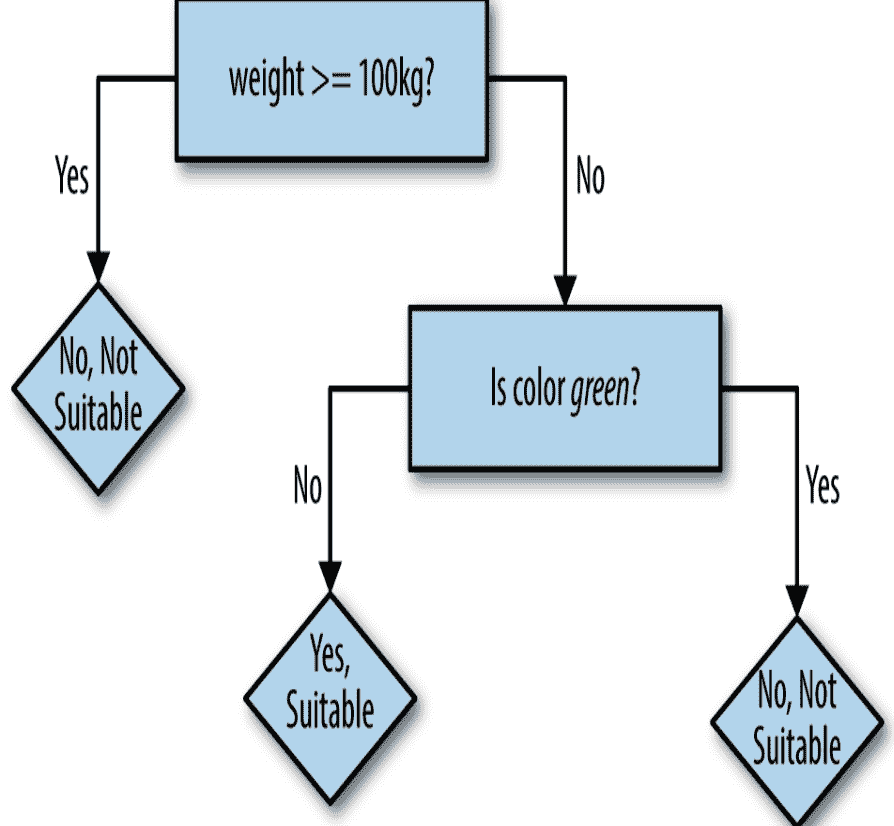 weight >= 100kg?
Yes
No
No, Not
Suitable
Is color green?
No
Yes
Yes,
Suitable
No, Not
Suitable